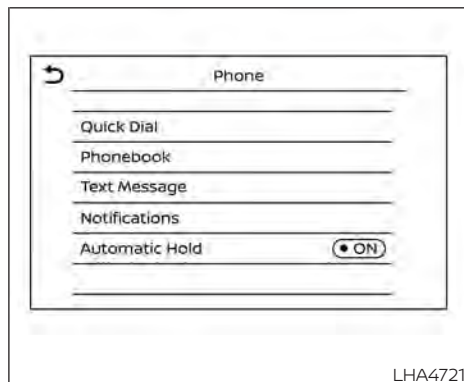 Phone
Quick Dial
Phonebook
Text Message
Notifications
Automatic Hold ON
LHA4721